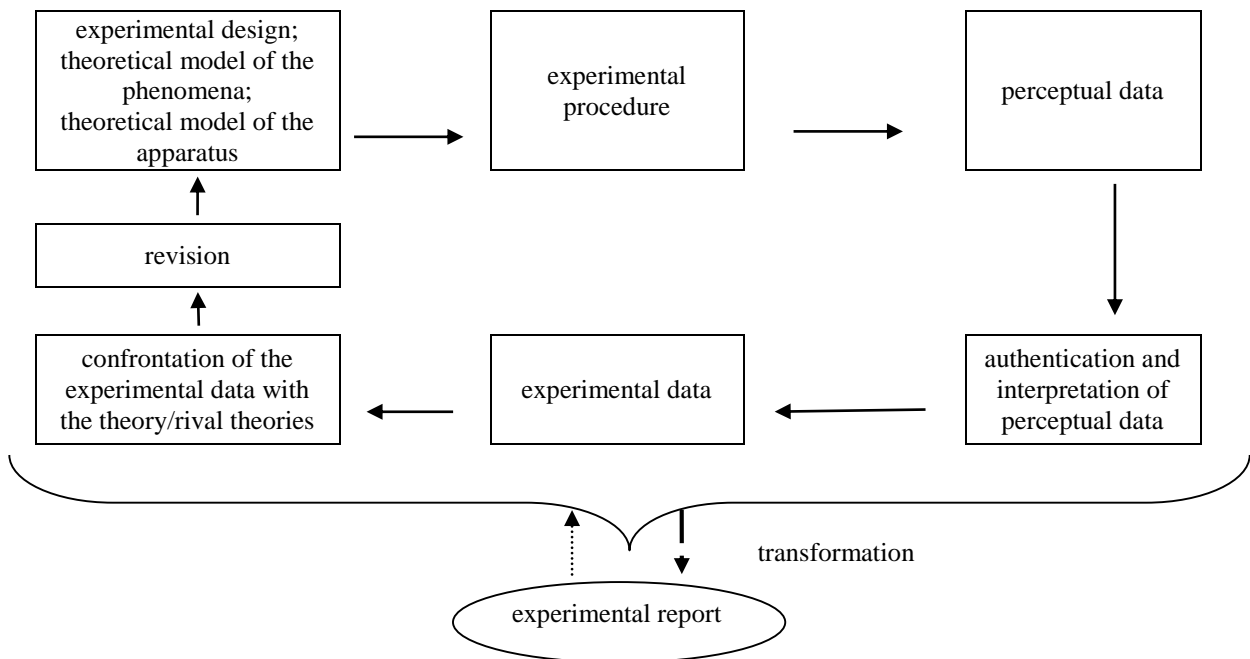 experimental design;
theoretical model of the
phenomena;
theoretical model of the
apparatus
experimental
procedure
perceptual data
revision
confrontation of the
experimental data with
the theory/rival theories
experimental data
authentication and
interpretation of
perceptual data
transformation
experimental report